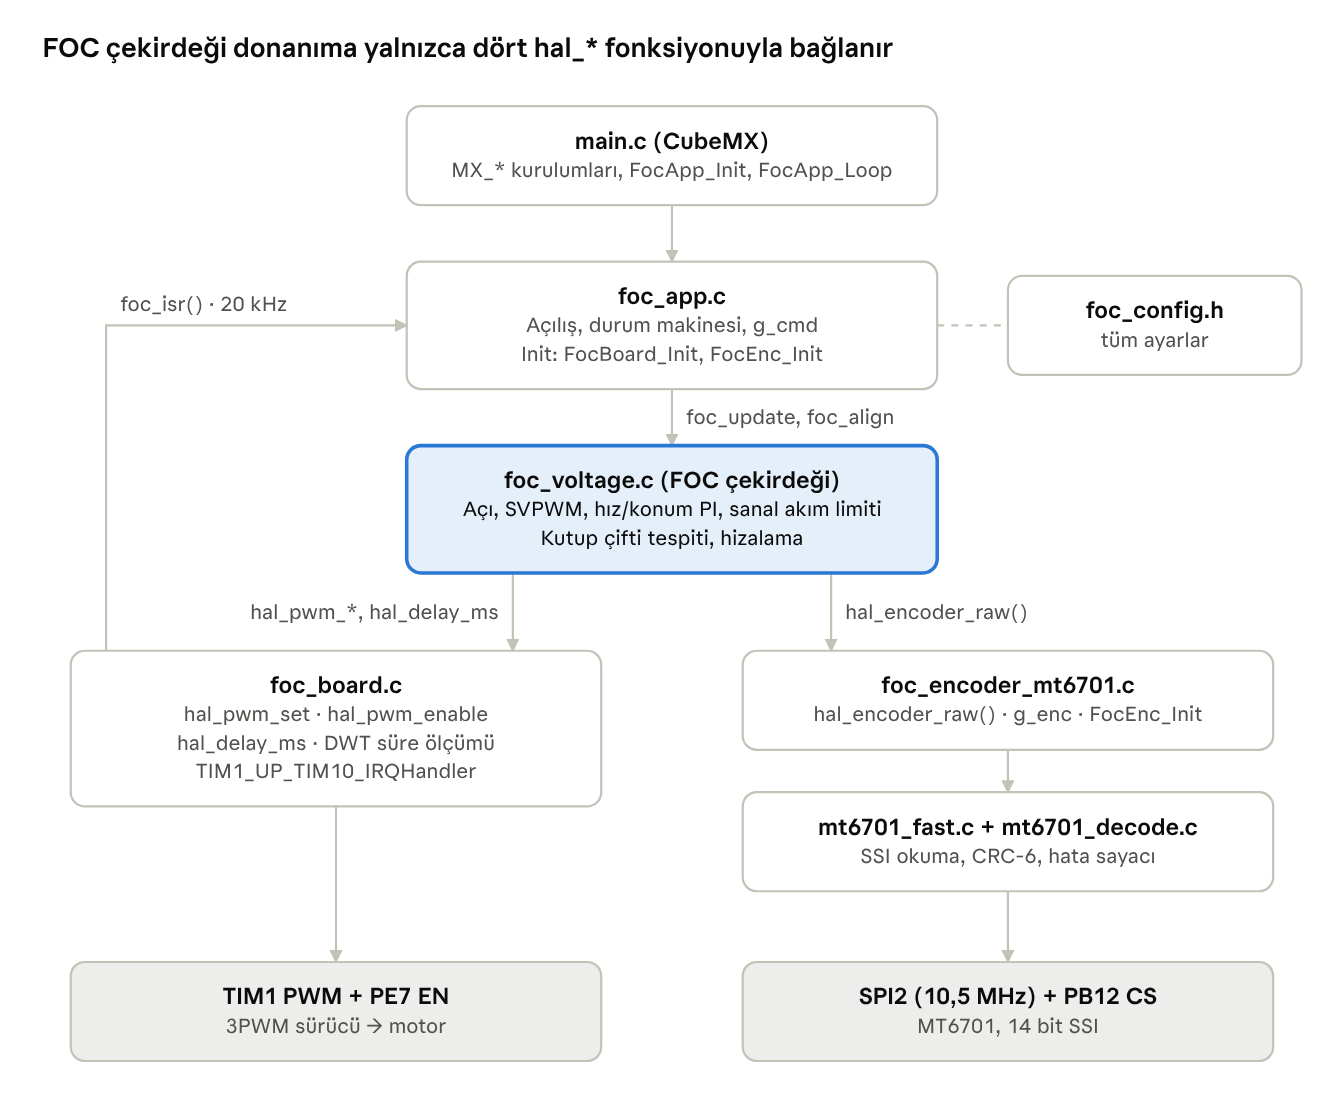 FOC çekirdeği donanıma yalnızca dört hal_* fonksiyonuyla bağlanır
main.c (CubeMX)
MX_* kurulumları, FocApp_Init, FocApp_Loop
foc_isr() · 20 kHz
foc_app.c
Açılış, durum makinesi, g_cmd
Init: FocBoard_Init, FocEnc_Init
foc_config.h
tüm ayarlar
foc_update, foc_align
foc_voltage.c (FOC çekirdeği)
Açı, SVPWM, hız/konum PI, sanal akım limiti
Kutup çifti tespiti, hizalama
hal_pwm_*, hal_delay_ms
hal_encoder_raw()
foc_board.c
hal_pwm_set · hal_pwm_enable
hal_delay_ms · DWT süre ölçümü
TIM1_UP_TIM10_IRQHandler
foc_encoder_mt6701.c
hal_encoder_raw() · g_enc · FocEnc_Init
mt6701_fast.c + mt6701_decode.c
SSI okuma, CRC-6, hata sayacı
TIM1 PWM + PE7 EN
3PWM sürücü → motor
SPI2 (10,5 MHz) + PB12 CS
MT6701, 14 bit SSI